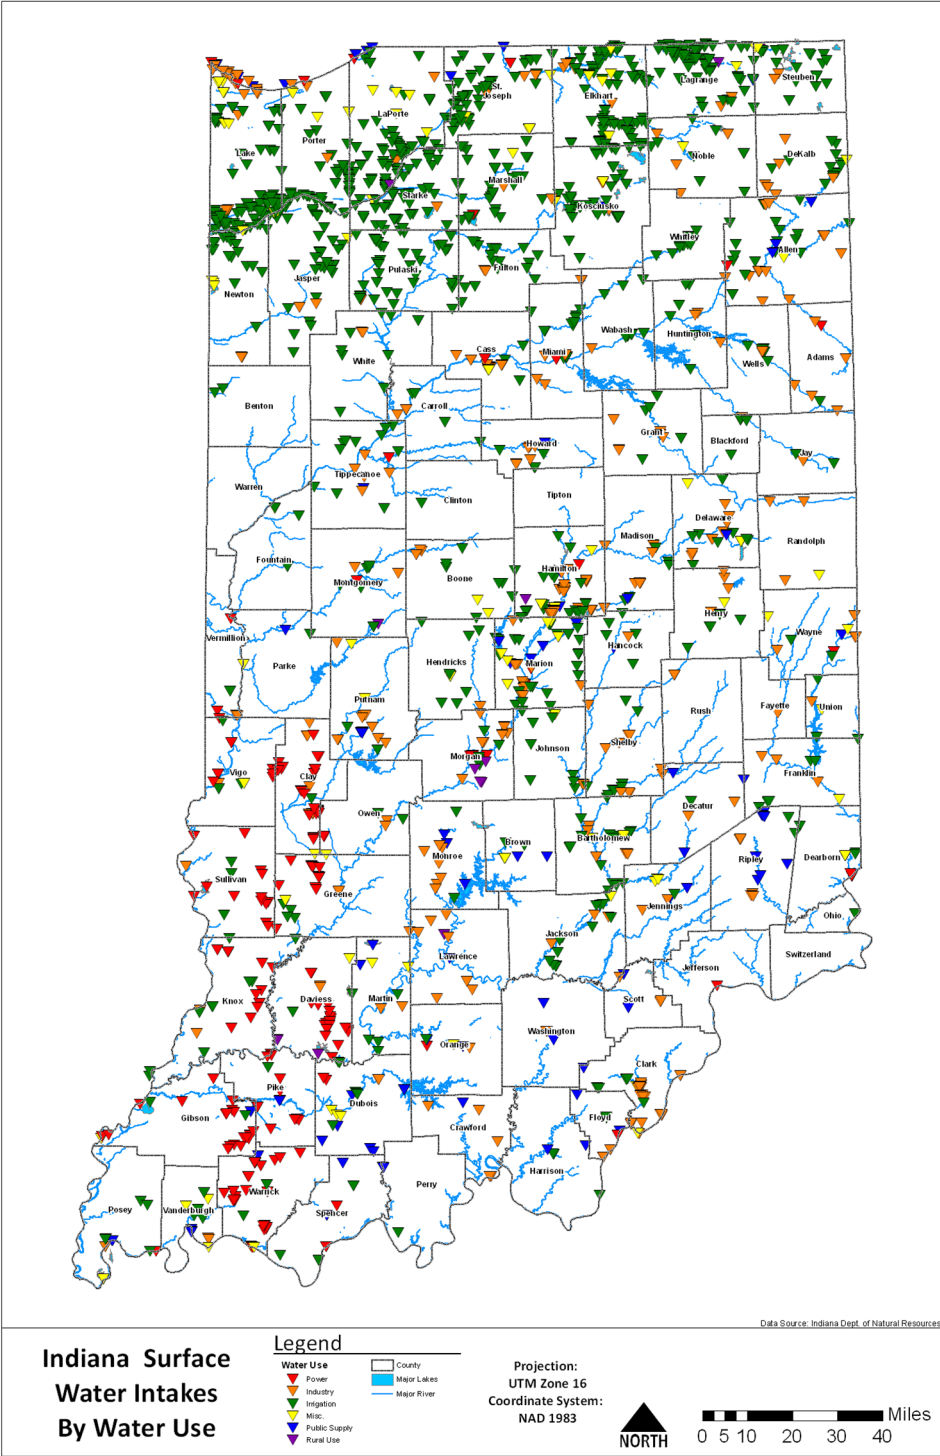 St.
Joseph
Elkhart
Lagrange
Steuben
LaPorte
Porter
Lake
Noble
DeKalb
Marshall
Starke
Kosciusko
Whitley
Allen
Jasper
Pulaski
Fulton
Newton
White
Cass
Miami
Wabash
Huntington
Wells
Adams
Benton
Carroll
Grant
Blackford
Jay
Howard
Tippecanoe
Warren
Clinton
Tipton
Delaware
Madison
Randolph
Fountain
Montgomery
Boone
Hamilton
Henry
Vermillion
Wayne
Hancock
Parke
Hendricks
Marion
Putnam
Rush
Fayette
Union
Morgan
Johnson
Shelby
Vigo
Clay
Franklin
Owen
Decatur
Monroe
Brown
Bartholomew
Ripley
Dearborn
Sullivan
Greene
Jennings
Ohio
Jackson
Lawrence
Switzerland
Jefferson
Knox
Daviess
Martin
Scott
Orange
Washington
Clark
Pike
Dubois
Gibson
Crawford
Floyd
Harrison
Perry
Warrick
Posey
Vanderburgh
Spencer
Data Source: Indiana Dept. of Natural Resources
Indiana Surface
Water Intakes
By Water Use
Legend
Water Use
Power
Industry
Irrigation
Misc.
Public Supply
Rural Use
County
Major Lakes
Major River
Projection:
UTM Zone 16
Coordinate System:
NAD 1983
NORTH
Miles
0 5 10 20 30 40